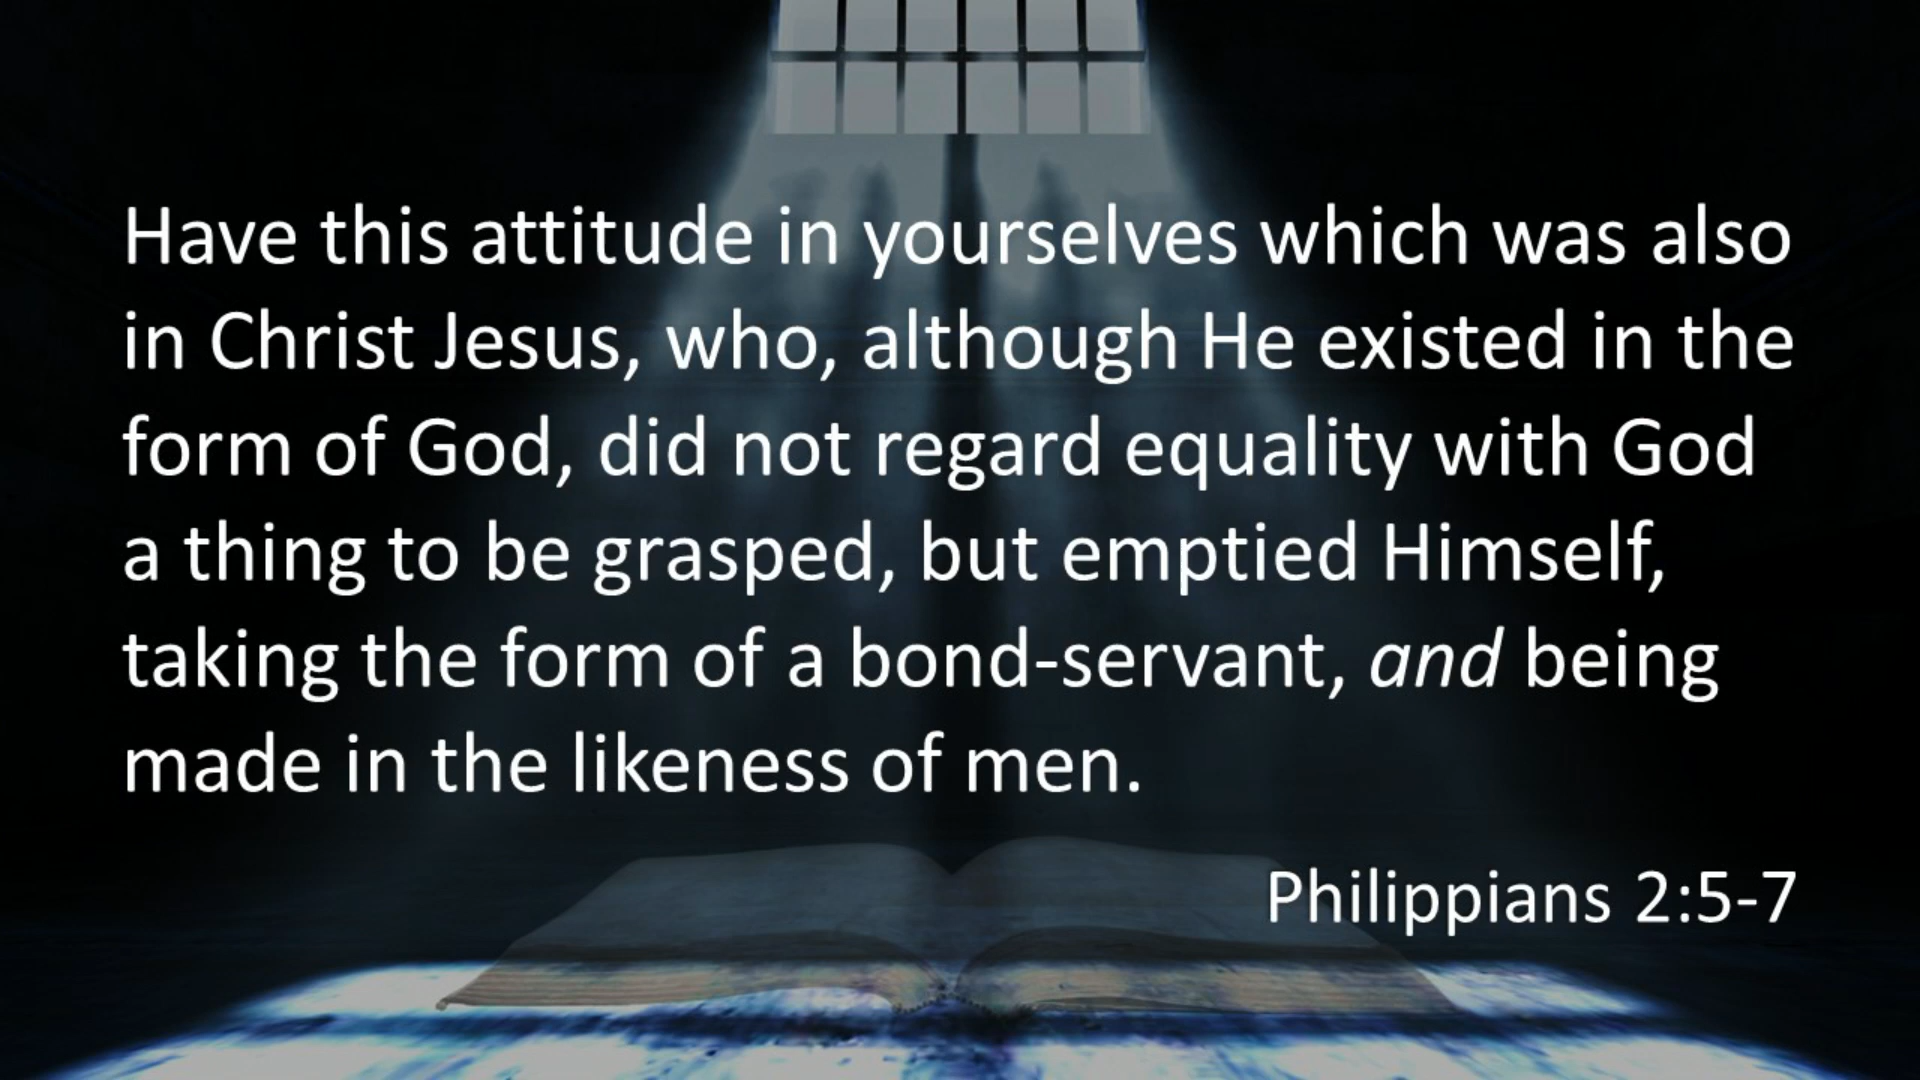 Have this attitude in yourselves which was also
in Christ Jesus, who, although He existed in the
form of God, did not regard equality with God
a thing to be grasped, but emptied Himself,
taking the form of a bond-servant, and being
made in the likeness of men.
Philippians 2:5-7